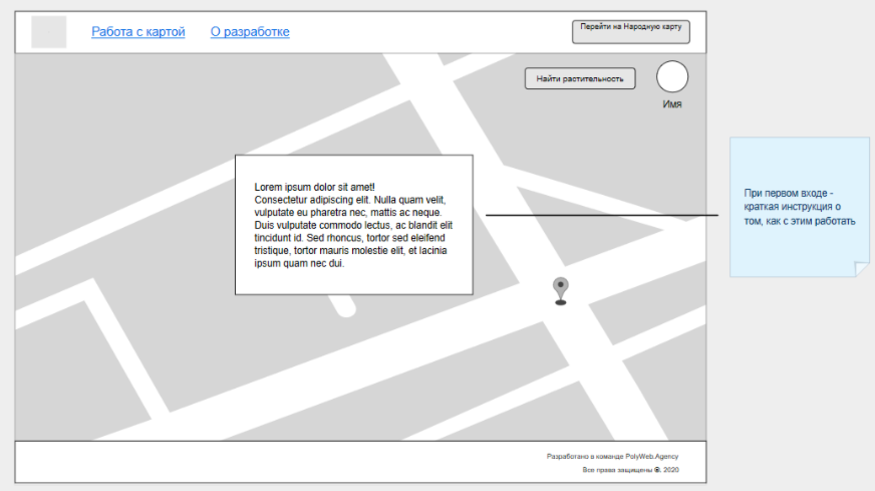 Работа с картой
О разработке
Перейти на Народную карту
Найти растительность
Имя
Lorem ipsum dolor sit amet!
Consectetur adipiscing elit. Nulla quam velit,
vulputate eu pharetra nec, mattis ac neque.
Duis vulputate commodo lectus, ac blandit elit
tincidunt id. Sed rhoncus, tortor sed eleifend
tristique, tortor mauris molestie elit, et lacinia
ipsum quam nec dui.
При первом входе -
краткая инструкция о
том, как с этим работать
Разработано в команде PolyWeb.Agency
Все права защищены ®. 2020